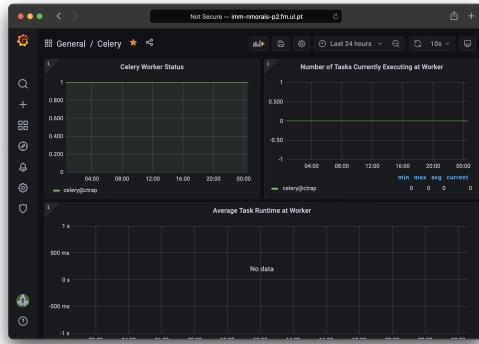 Not Secure — imm-nmorais-p2.fm.ul.pt
General / Celery
Last 24 hours
10s
Celery Worker Status
1
0.800
0.600
0.400
0.200
0
04:00 08:00 12:00 16:00 20:00 00:00
celery@ctrap
Number of Tasks Currently Executing at Worker
1
0.500
0
-0.50
-1
04:00 08:00 12:00 16:00 20:00 00:00
min max avg current
celery@ctrap 0 0 0 0
Average Task Runtime at Worker
1 s
500 ms
0 s
-500 ms
-1 s
No data